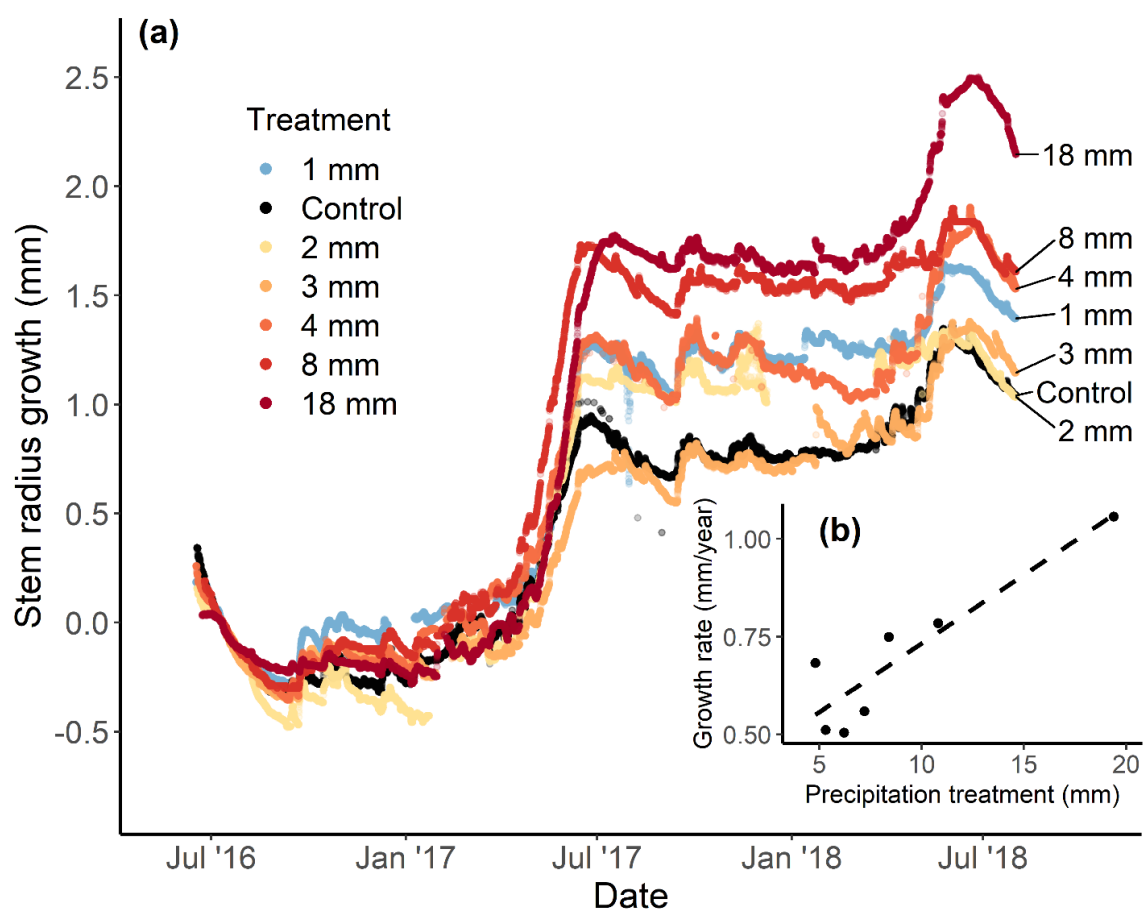 (a)
2.5
2.0
1.5
1.0
0.5
0.0
-0.5
Stem radius growth (mm)
Treatment
1 mm
Control
2 mm
3 mm
4 mm
8 mm
18 mm
18 mm
8 mm
4 mm
1 mm
3 mm
Control
2 mm
(b)
1.00
0.75
0.50
Growth rate (mm/year)
5 10 15 20
Precipitation treatment (mm)
Jul '16 Jan '17 Jul '17 Jan '18 Jul '18
Date